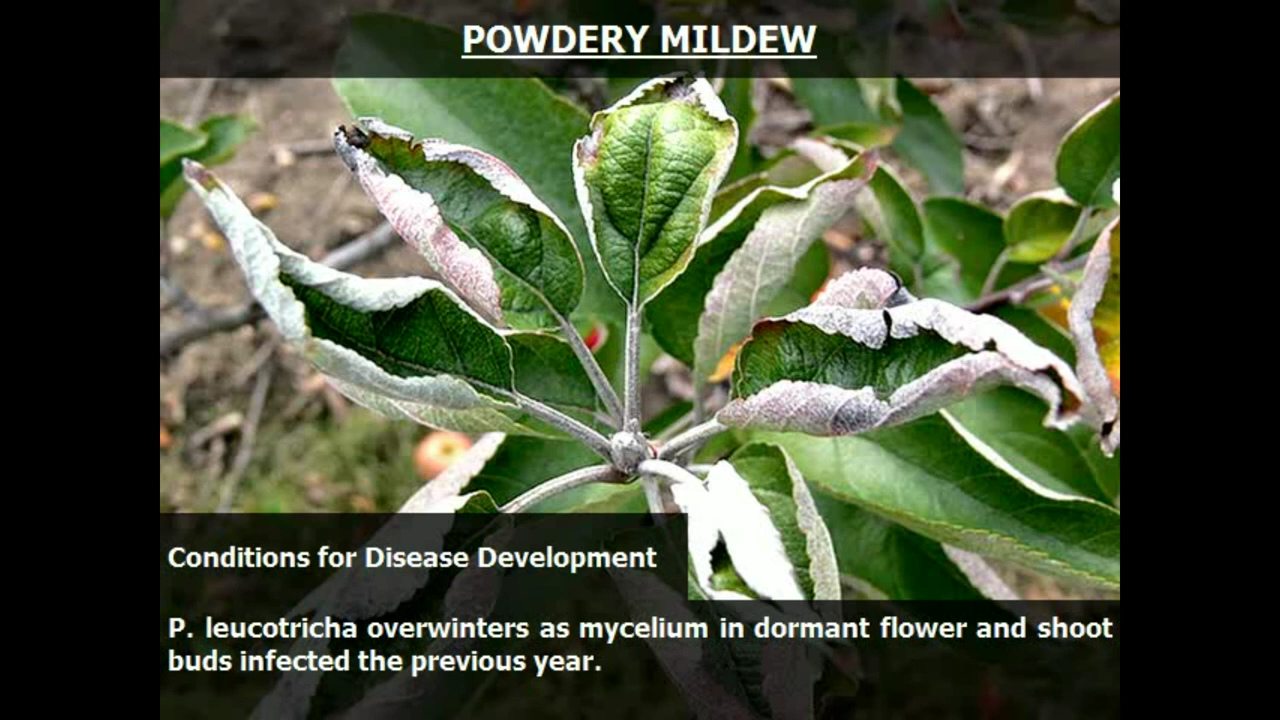 POWDERY MILDEW
Conditions for Disease Development
P. leucotricha overwinters as mycelium in dormant flower and shoot
buds infected the previous year.